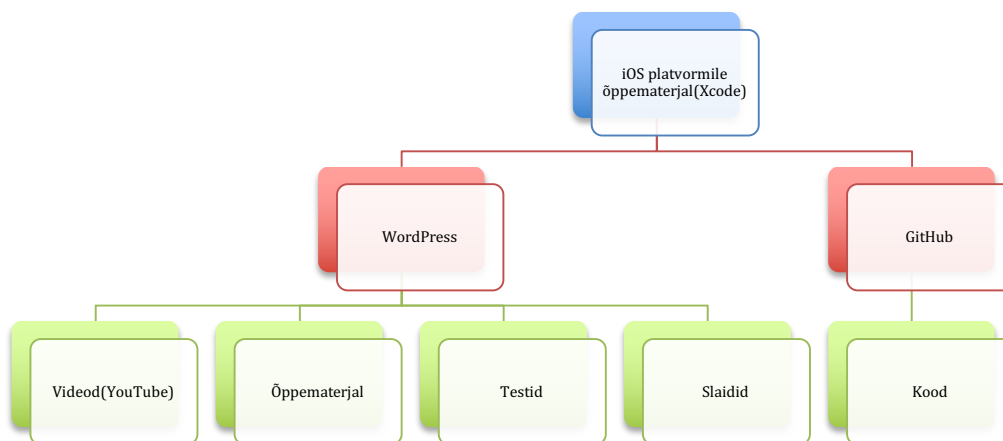 iOS platvormile
õppematerjal(Xcode)
WordPress
GitHub
Videod(YouTube)
Õppematerjal
Testid
Slaidid
Kood